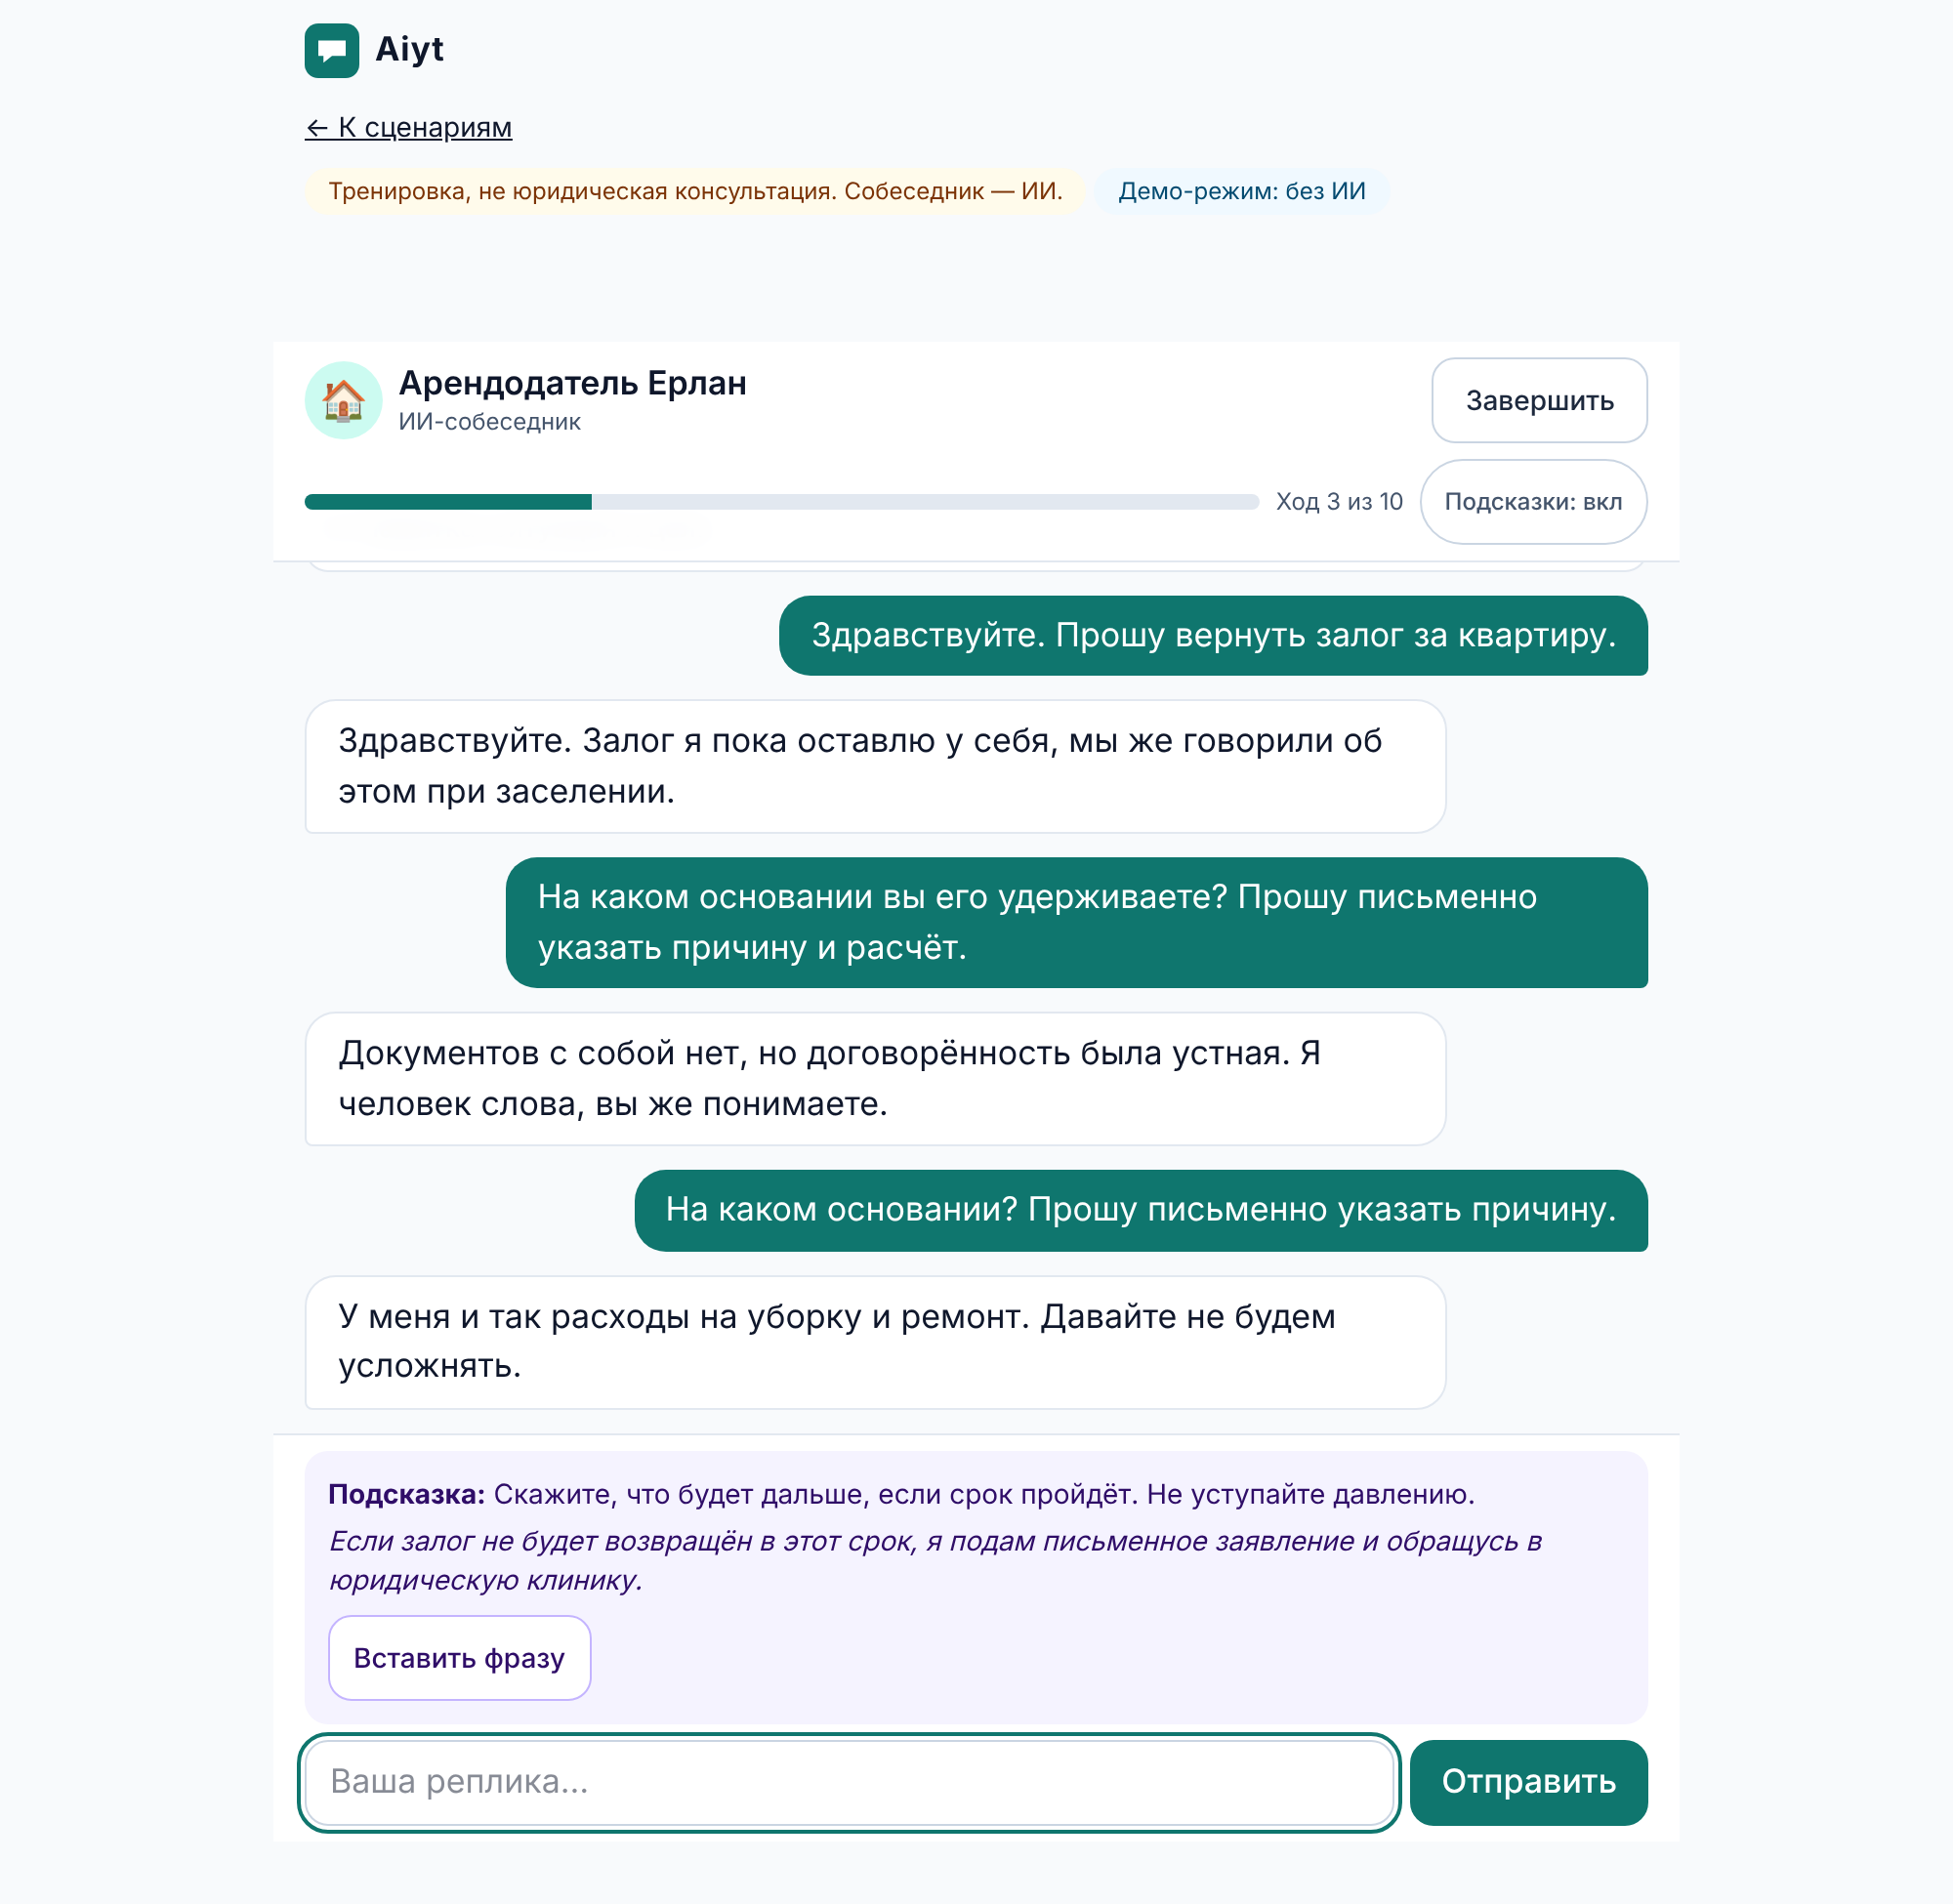 Aiyt
← К сценариям
Тренировка, не юридическая консультация. Собеседник — ИИ.
Демо-режим: без ИИ
Арендодатель Ерлан
ИИ-собеседник
Завершить
Ход 3 из 10
Подсказки: вкл
Здравствуйте. Прошу вернуть залог за квартиру.
Здравствуйте. Залог я пока оставлю у себя, мы же говорили об
этом при заселении.
На каком основании вы его удерживаете? Прошу письменно
указать причину и расчёт.
Документов с собой нет, но договорённость была устная. Я
человек слова, вы же понимаете.
На каком основании? Прошу письменно указать причину.
У меня и так расходы на уборку и ремонт. Давайте не будем
усложнять.
Подсказка: Скажите, что будет дальше, если срок пройдёт. Не уступайте давлению.
Если залог не будет возвращён в этот срок, я подам письменное заявление и обращусь в
юридическую клинику.
Вставить фразу
Ваша реплика...
Отправить